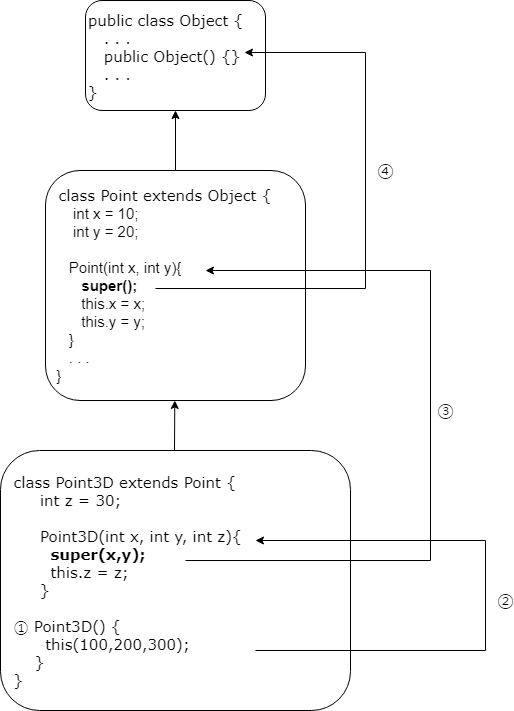 public class Object {
. . .
public Object() {}
. . .
}
④
class Point extends Object {
int x = 10;
int y = 20;
Point(int x, int y){
super();
this.x = x;
this.y = y;
}
. . .
}
③
class Point3D extends Point {
int z = 30;
Point3D(int x, int y, int z){
super(x,y);
this.z = z;
}
②
① Point3D() {
this(100,200,300);
}
}